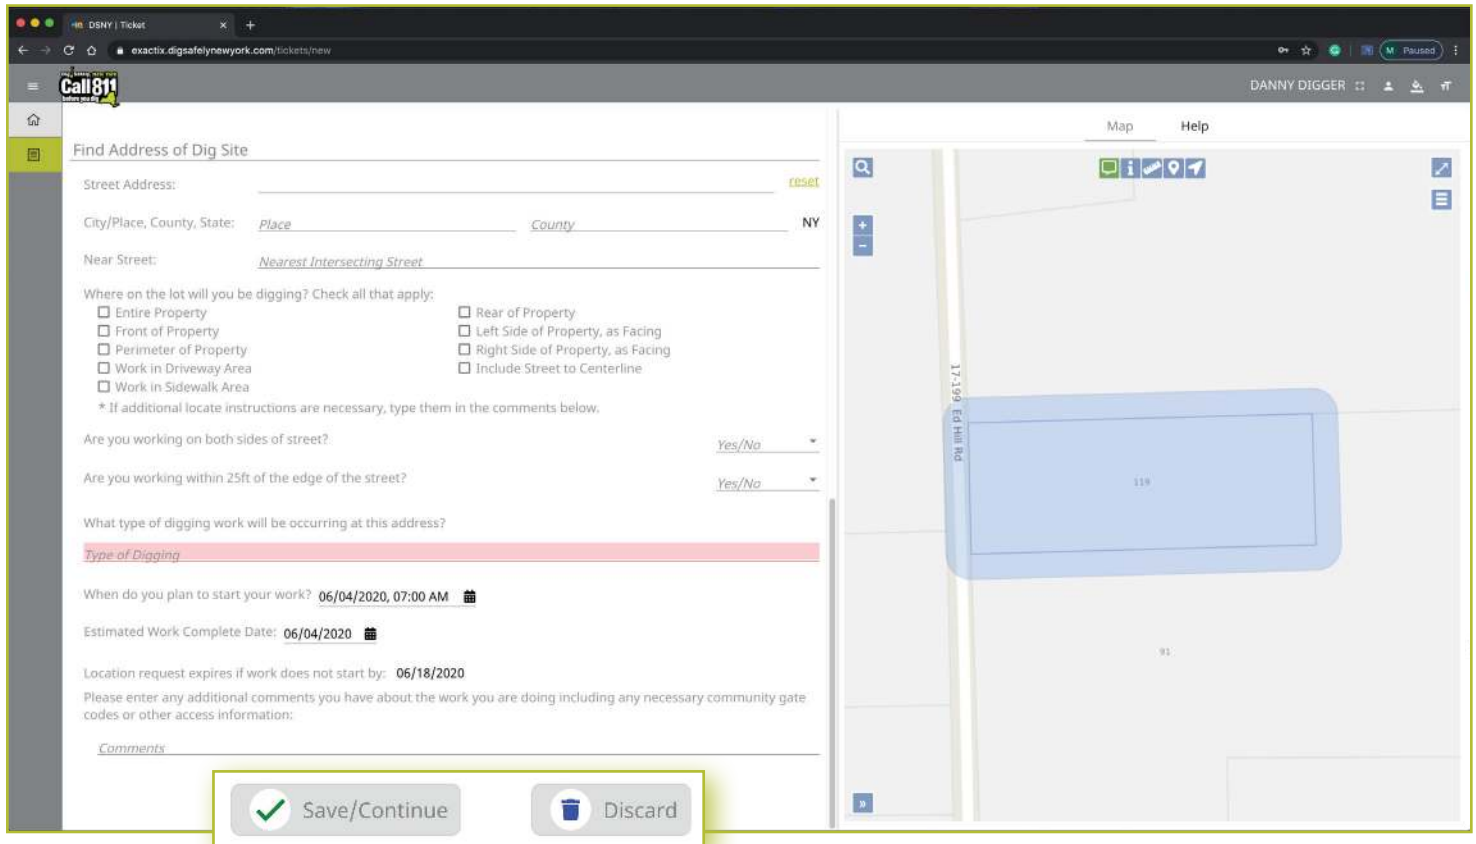 DSNY | Ticket
exactix.digsafelynewyork.com/tickets/new
M Paused
Call811
before you dig
DANNY DIGGER
Map Help
Find Address of Dig Site
Street Address: reset
City/Place, County, State: Place County NY
Near Street: Nearest Intersecting Street
Where on the lot will you be digging? Check all that apply:
Entire Property Rear of Property
Front of Property Left Side of Property, as Facing
Perimeter of Property Right Side of Property, as Facing
Work in Driveway Area Include Street to Centerline
Work in Sidewalk Area
* If additional locate instructions are necessary, type them in the comments below.
Are you working on both sides of street? Yes/No
Are you working within 25ft of the edge of the street? Yes/No
What type of digging work will be occurring at this address?
Type of Digging
When do you plan to start your work? 06/04/2020, 07:00 AM
Estimated Work Complete Date: 06/04/2020
Location request expires if work does not start by: 06/18/2020
Please enter any additional comments you have about the work you are doing including any necessary community gate
codes or other access information:
Comments
Save/Continue Discard
17-199 Ed Hill Rd
119
91